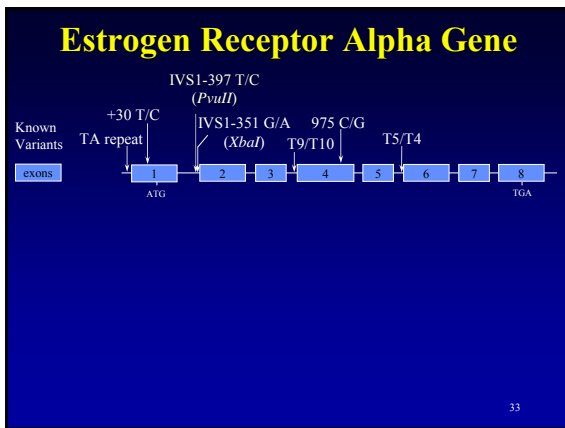 Estrogen Receptor Alpha Gene
IVS1-397 T/C
(PvuII)
+30 T/C
IVS1-351 G/A
975 C/G
Known
Variants
TA repeat
(XbaI)
T9/T10
T5/T4
exons
1
2
3
4
5
6
7
8
ATG
TGA
33